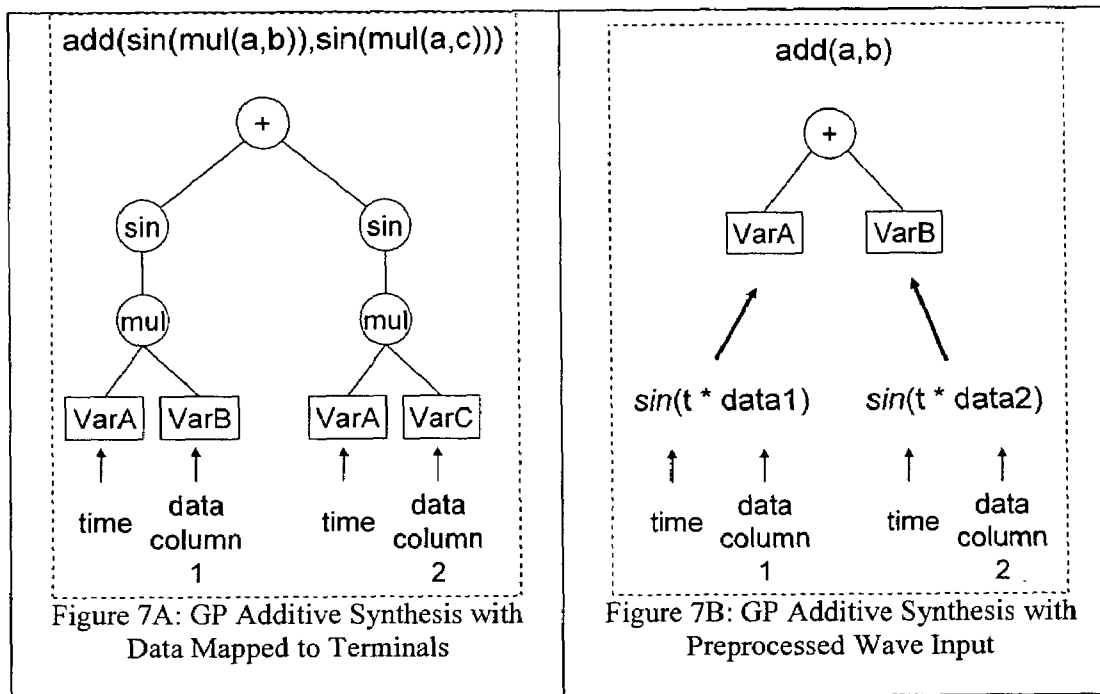 add(sin(mul(a,b)),sin(mul(a,c)))
+
sin sin
mul mul
VarA VarB VarA VarC
time data column 1 time data column 2
Figure 7A: GP Additive Synthesis with
Data Mapped to Terminals
add(a,b)
+
VarA VarB
sin(t * data1) sin(t * data2)
time data column 1 time data column 2
Figure 7B: GP Additive Synthesis with
Preprocessed Wave Input